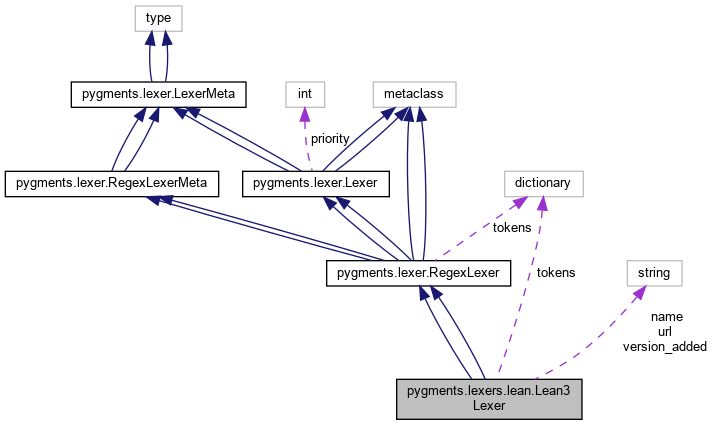 type
pygments.lexer.LexerMeta
int
metaclass
priority
pygments.lexer.RegexLexerMeta
pygments.lexer.Lexer
dictionary
tokens
pygments.lexer.RegexLexer
tokens
string
name
url
version_added
pygments.lexers.lean.Lean3
Lexer